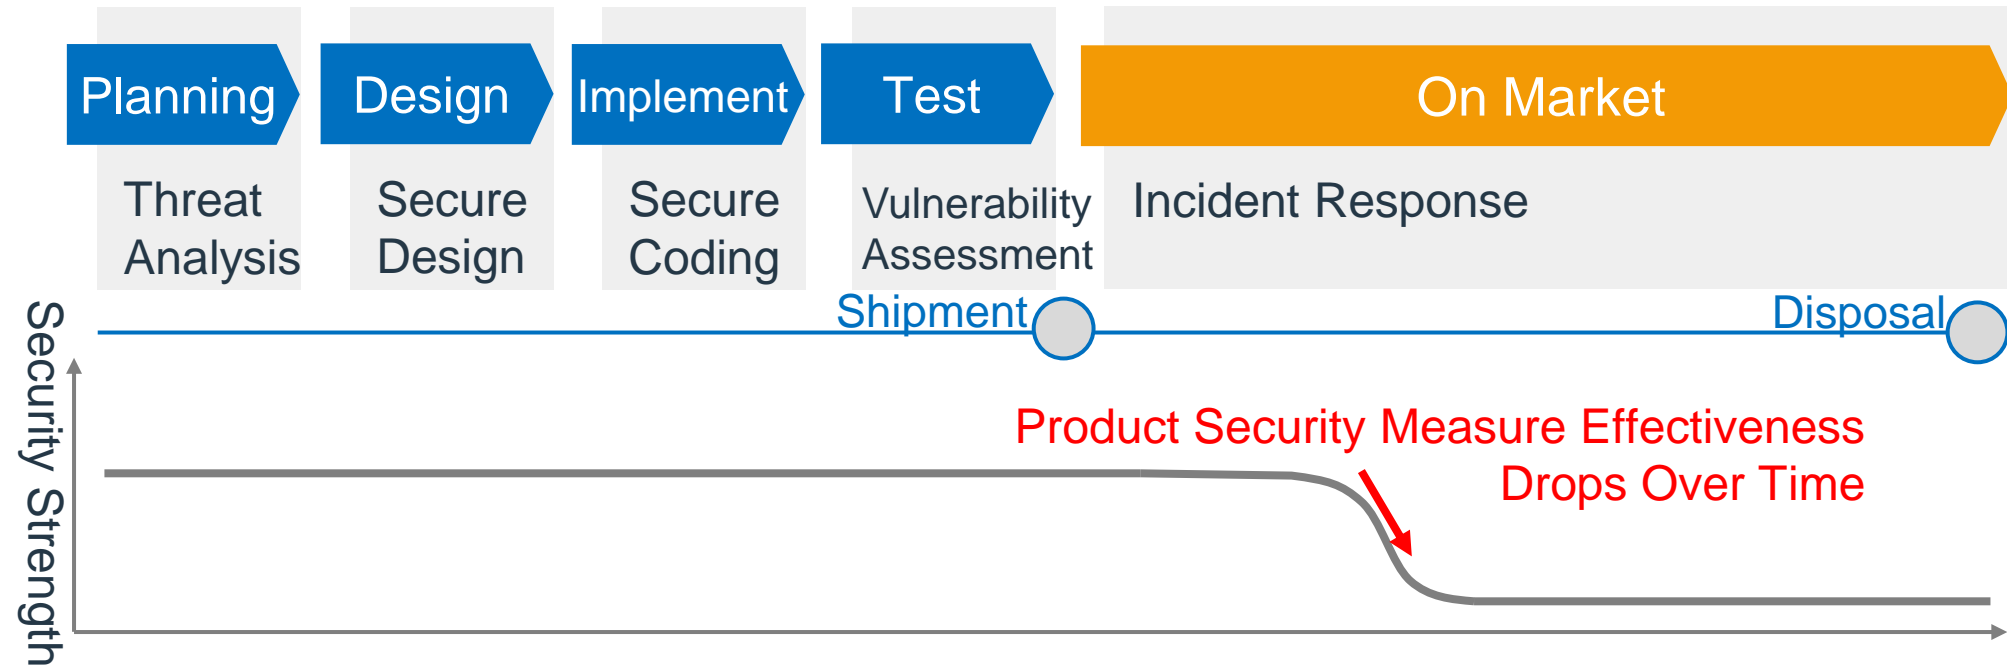 Planning
Design
Implement
Test
On Market
Threat
Analysis
Secure
Design
Secure
Coding
Vulnerability
Assessment
Incident Response
Shipment
Disposal
Security Strength
Product Security Measure Effectiveness
Drops Over Time